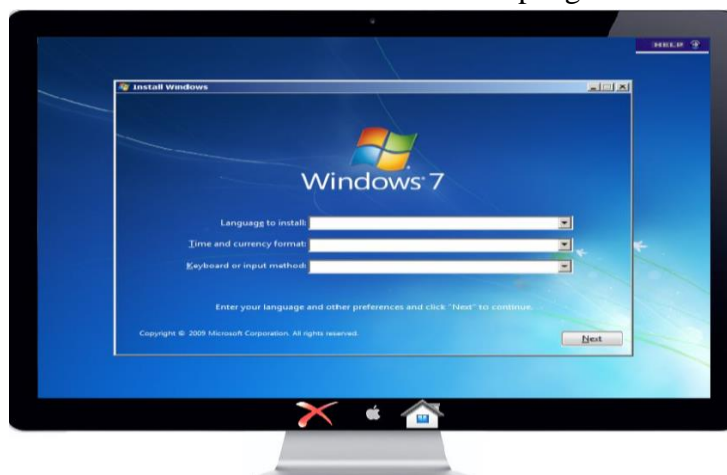 HELP
Install Windows
Windows 7
Language to install:
Time and currency format:
Keyboard or input method:
Enter your language and other preferences and click "Next" to continue.
Copyright © 2009 Microsoft Corporation. All rights reserved.
Next